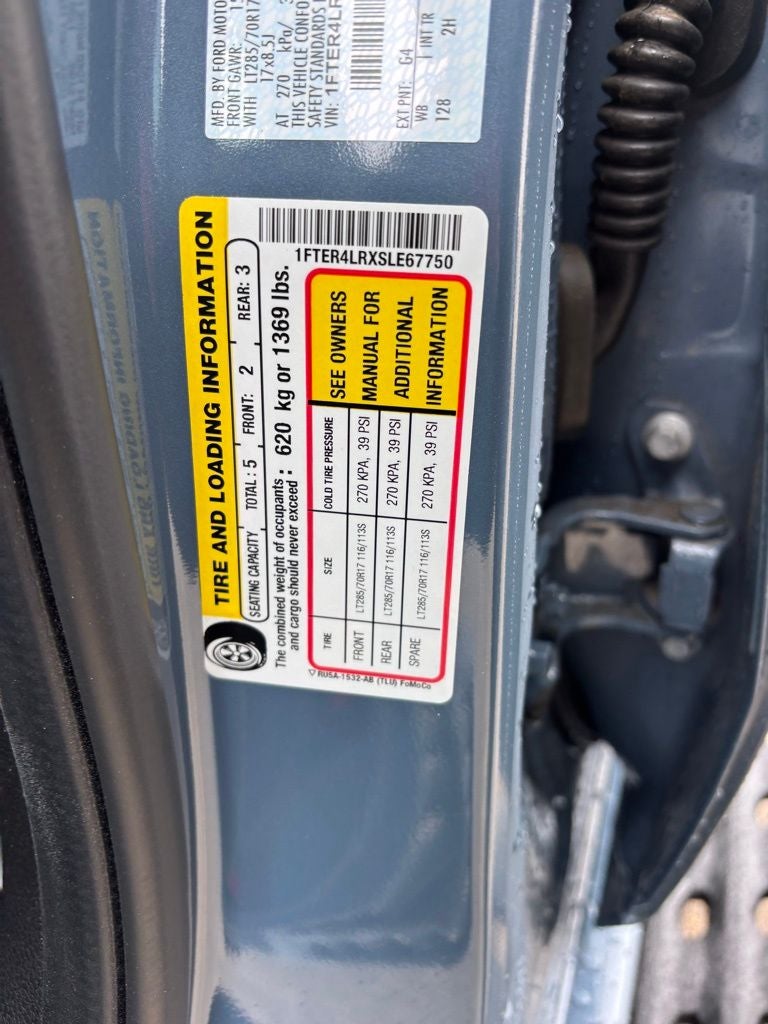 MFD. BY FORD MOTO
FRONT GAWR:
WITH LT285/70R17
17x8.5J
AT 270 kPa/ 3
THIS VEHICLE CONFO
SAFETY STANDARDS
VIN: 1FTER4LR
EXT PNT: G4
WB INT TR
128 2H
TIRE AND LOADING INFORMATION
SEATING CAPACITY TOTAL : 5 FRONT: 2 REAR: 3
The combined weight of occupants : 620 kg or 1369 lbs.
and cargo should never exceed
1FTER4LRXSLE67750
TIRE SIZE COLD TIRE PRESSURE
FRONT LT285/70R17 116/113S 270 KPA, 39 PSI
REAR LT285/70R17 116/113S 270 KPA, 39 PSI
SPARE LT285/70R17 116/113S 270 KPA, 39 PSI
SEE OWNERS
MANUAL FOR
ADDITIONAL
INFORMATION
RU5A-1532-AB (TLU) FoMoCo